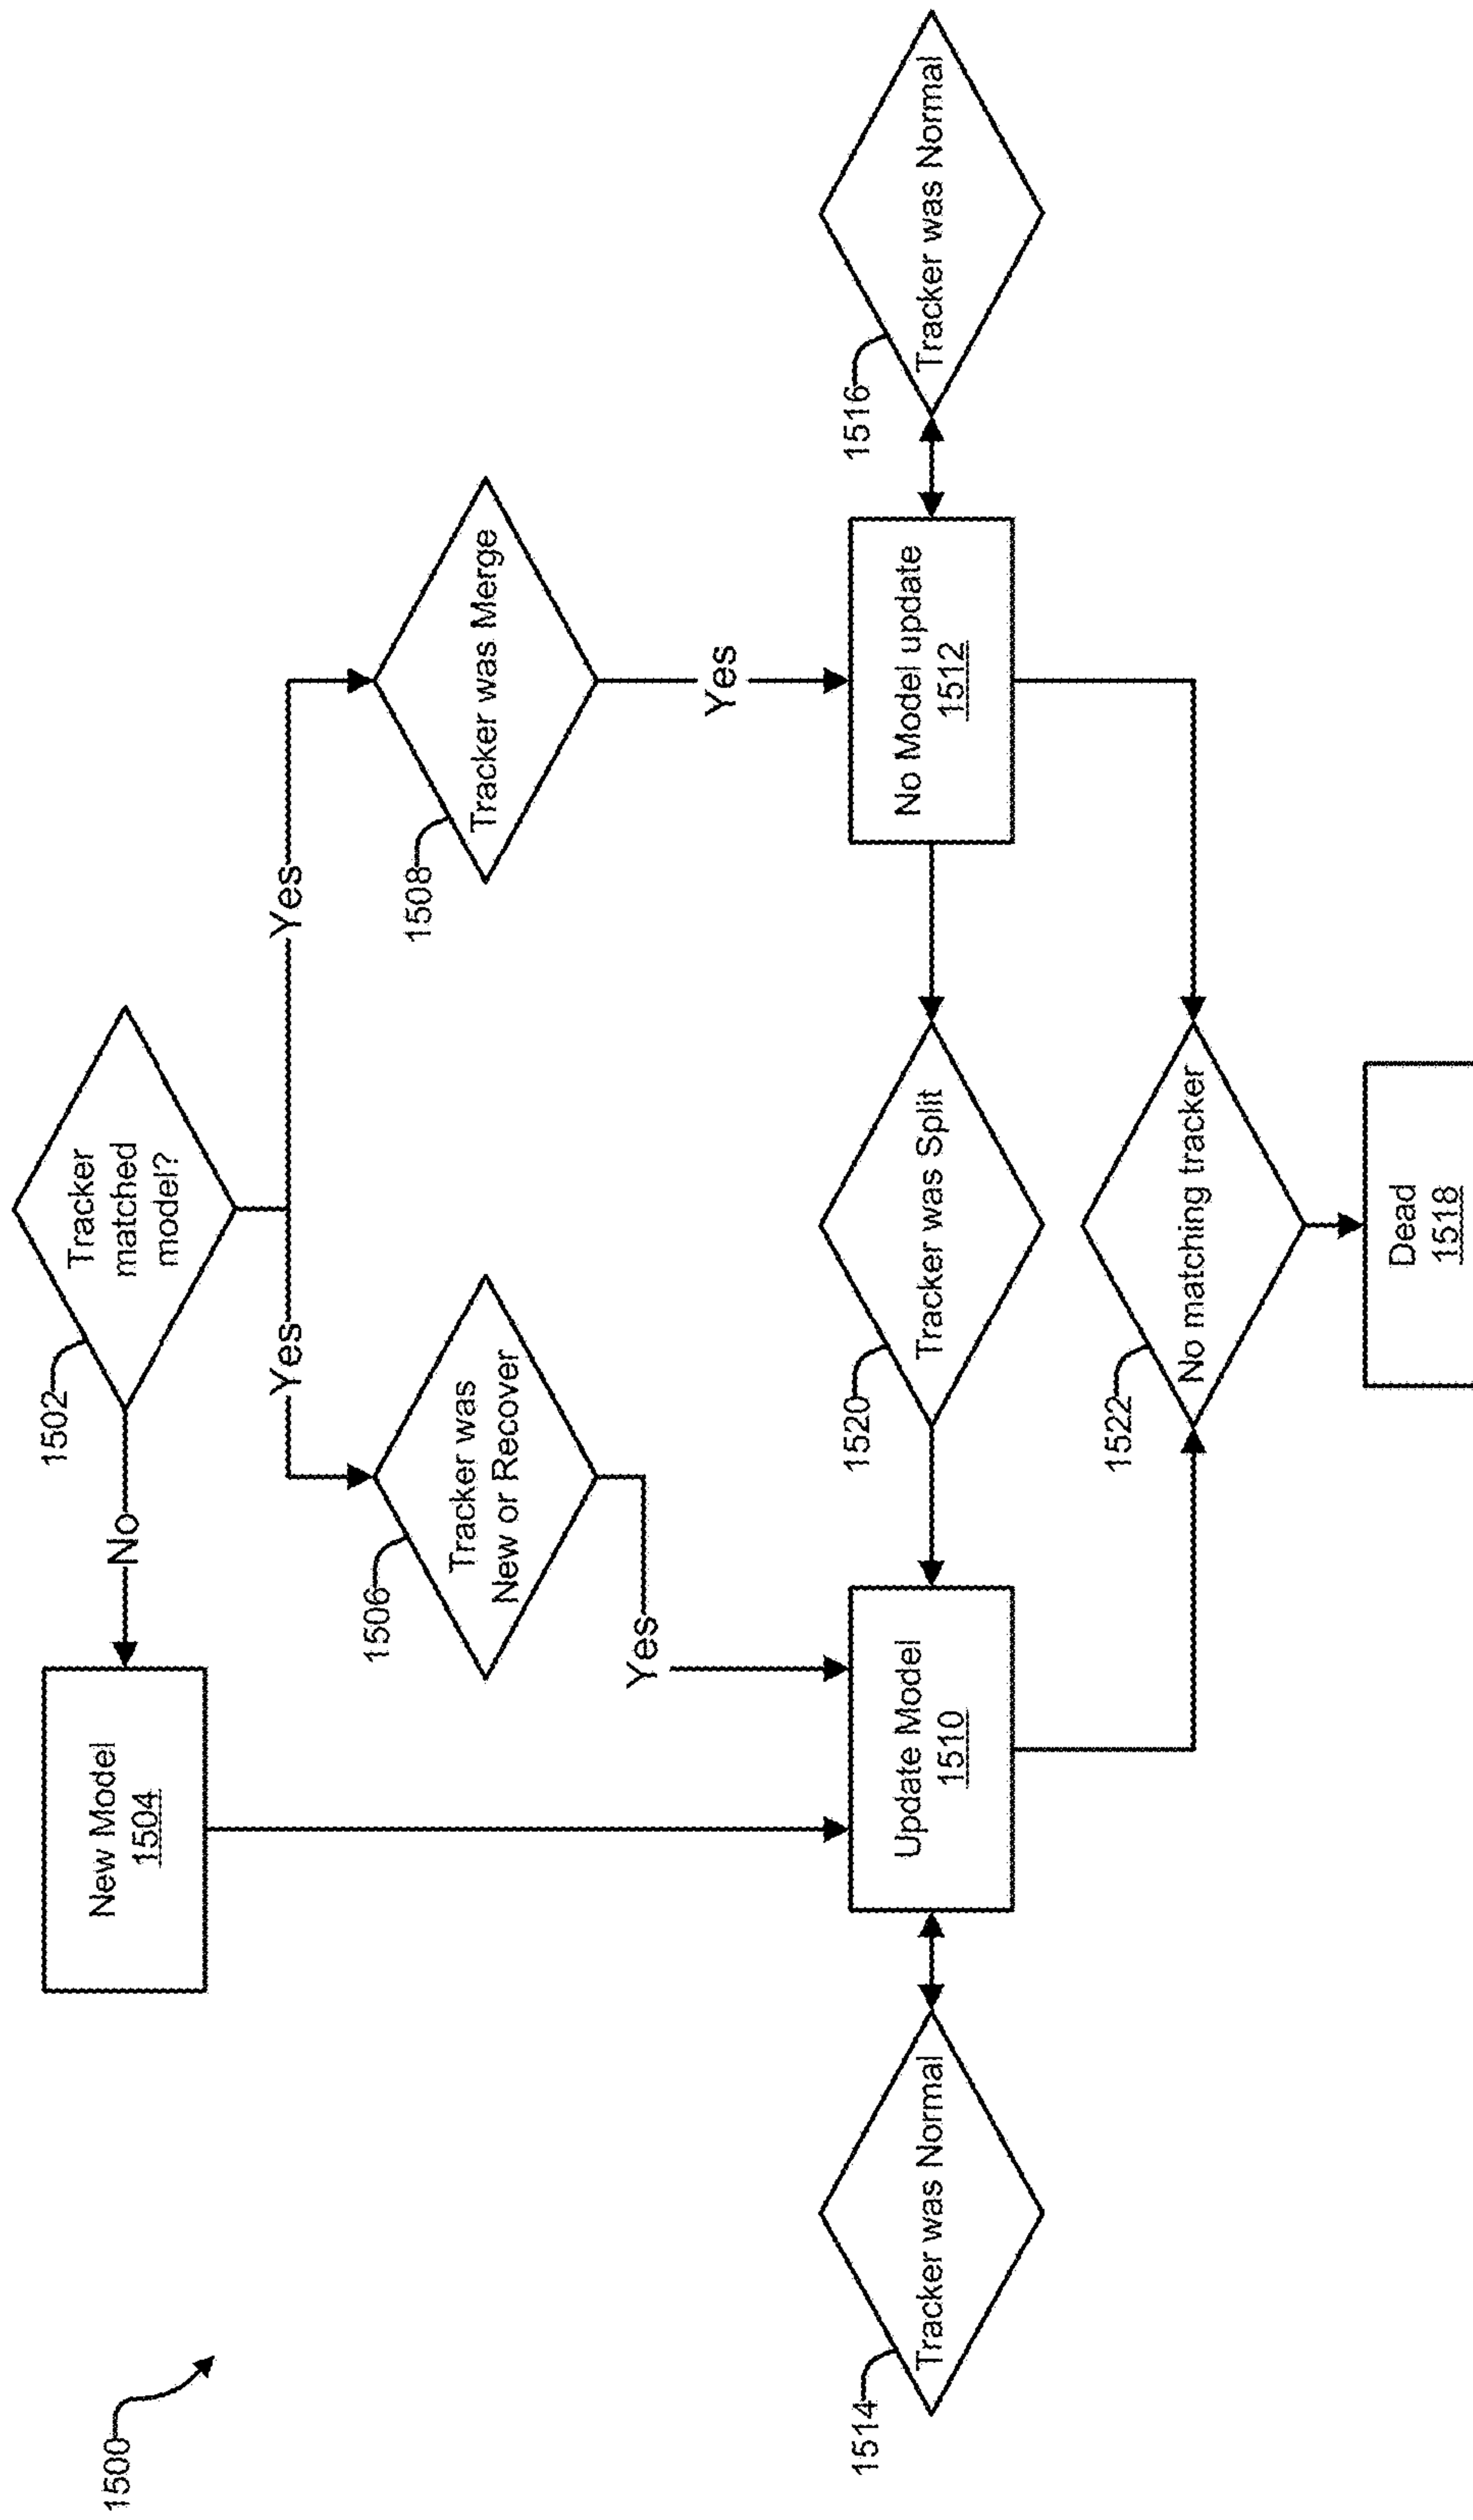 1500
1502
Tracker
matched
model?
No
New Model
1504
Yes
Yes
1506
Tracker was
New or Recover
1508
Tracker was Merge
Yes
Yes
1514
Tracker was Normal
Update Model
1510
1520
Tracker was Split
No Model update
1512
1516
Tracker was Normal
1522
No matching tracker
Dead
1518